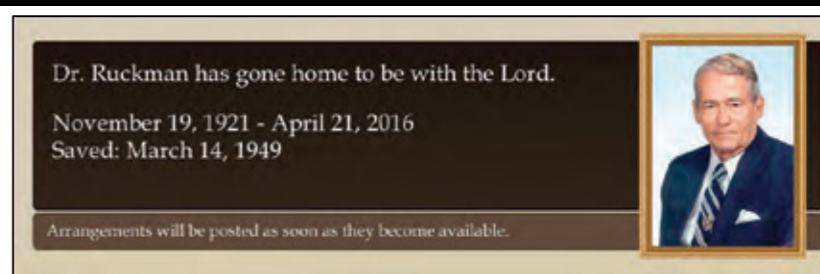 Dr. Ruckman has gone home to be with the Lord.
November 19, 1921 - April 21, 2016
Saved: March 14, 1949
Arrangements will be posted as soon as they become available.